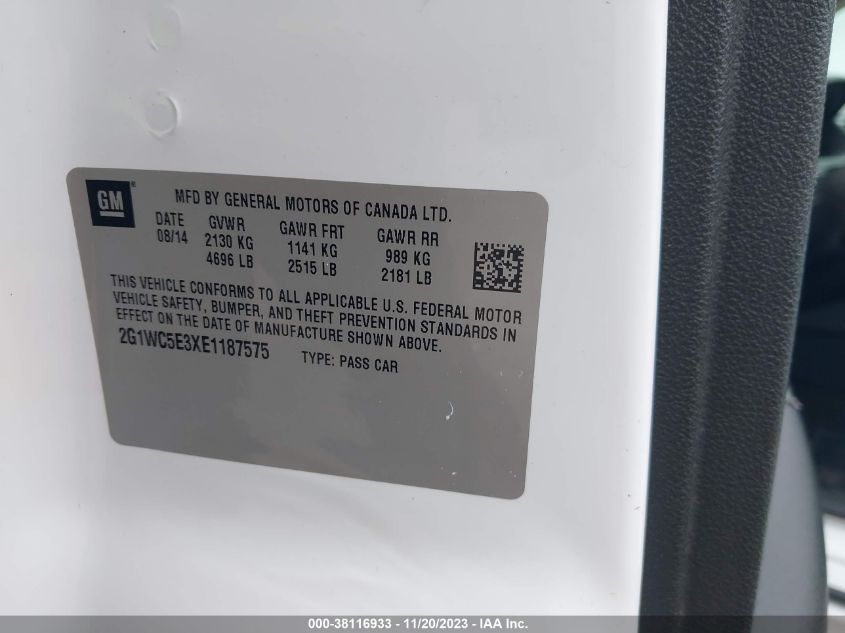 GM®
MFD BY GENERAL MOTORS OF CANADA LTD.
DATE GVWR GAWR FRT GAWR RR
08/14 2130 KG 1141 KG 989 KG
4696 LB 2515 LB 2181 LB
THIS VEHICLE CONFORMS TO ALL APPLICABLE U.S. FEDERAL MOTOR
VEHICLE SAFETY, BUMPER, AND THEFT PREVENTION STANDARDS IN
EFFECT ON THE DATE OF MANUFACTURE SHOWN ABOVE.
2G1WC5E3XE1187575 TYPE: PASS CAR
000-38116933 - 11/20/2023 - IAA Inc.